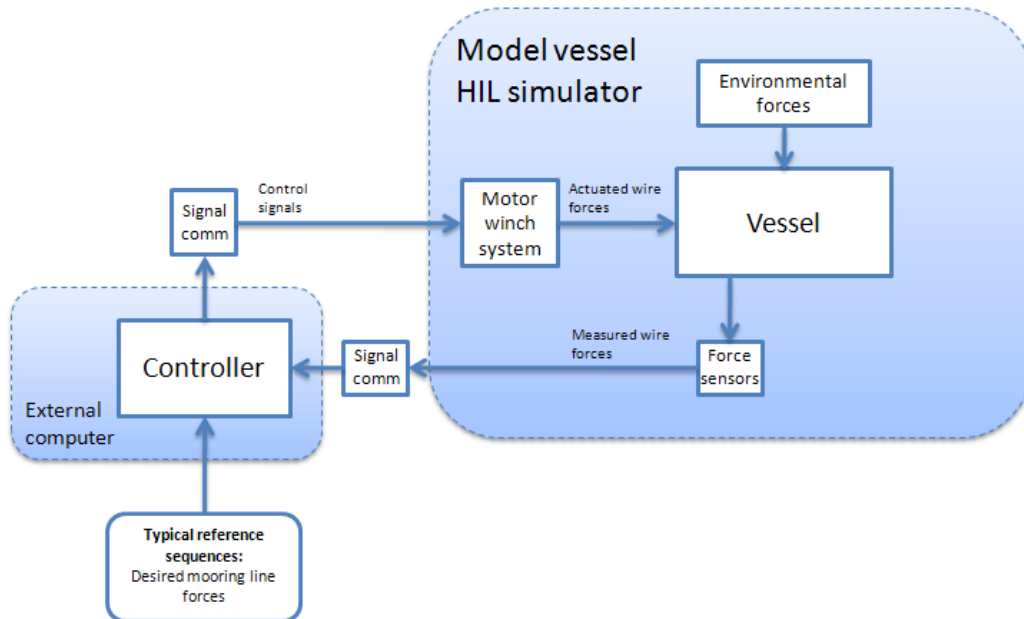 Model vessel
HIL simulator
Environmental
forces
Control
signals
Signal
comm
Motor
winch
system
Actuated wire
forces
Vessel
Measured wire
forces
Force
sensors
Signal
comm
Controller
External
computer
Typical reference
sequences:
Desired mooring line
forces